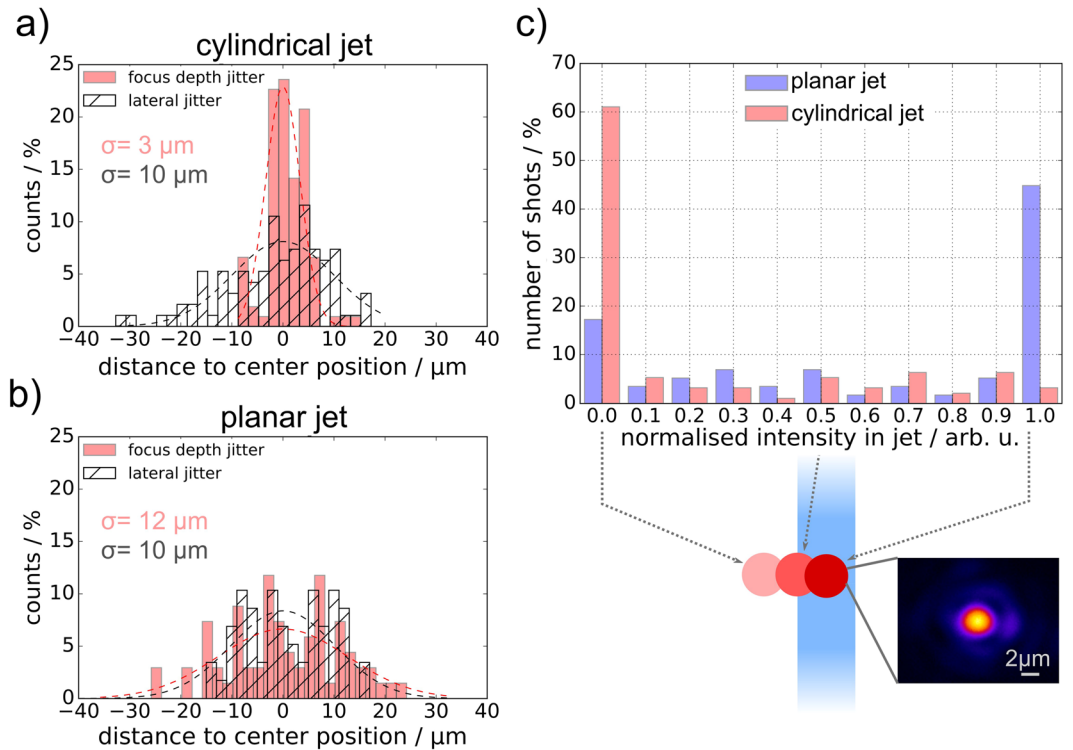 a)
cylindrical jet
focus depth jitter
lateral jitter
σ= 3 µm
σ= 10 µm
counts / %
25
20
15
10
5
0
−40 −30 −20 −10 0 10 20 30 40
distance to center position / µm
b)
planar jet
focus depth jitter
lateral jitter
σ= 12 µm
σ= 10 µm
counts / %
25
20
15
10
5
0
−40 −30 −20 −10 0 10 20 30 40
distance to center position / µm
c)
planar jet
cylindrical jet
number of shots / %
70
60
50
40
30
20
10
0
0.0 0.1 0.2 0.3 0.4 0.5 0.6 0.7 0.8 0.9 1.0
normalised intensity in jet / arb. u.
2µm